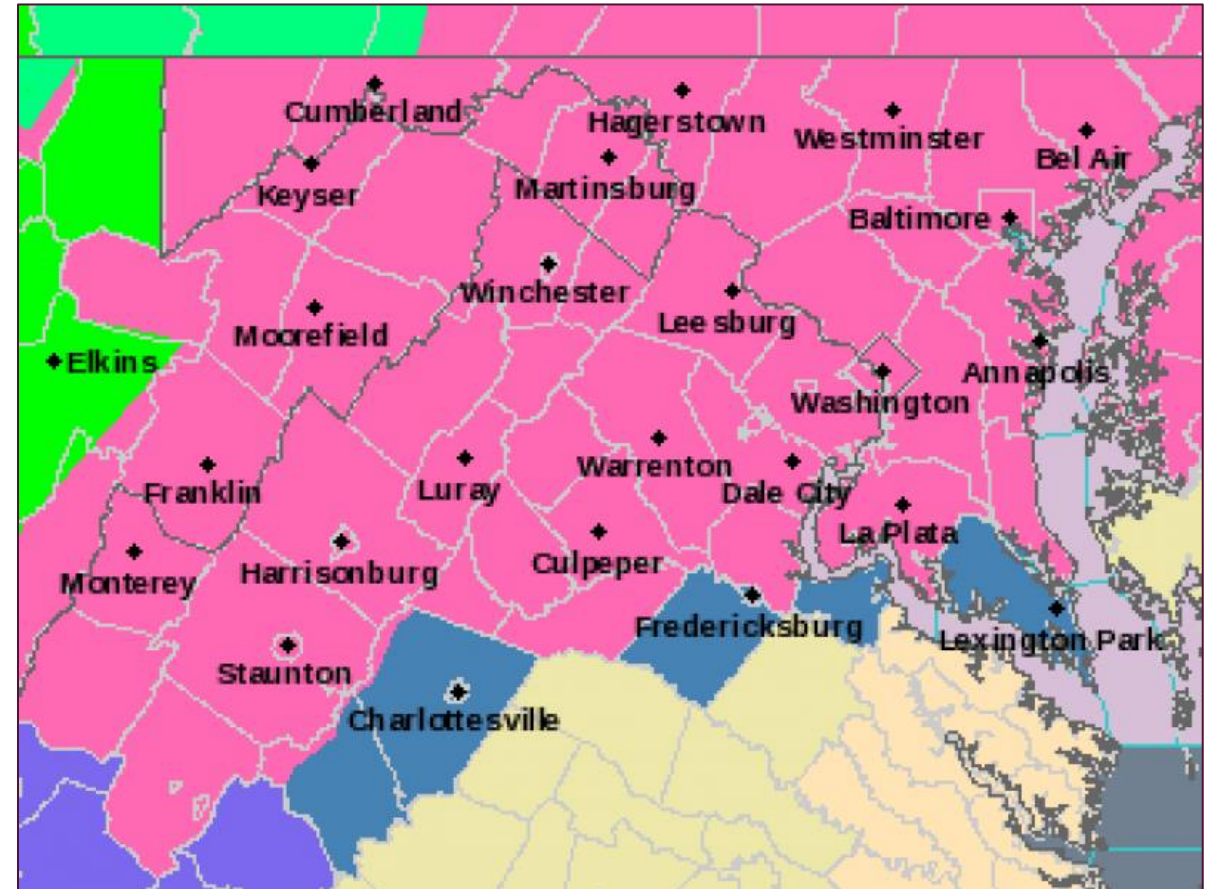 Cumberland
Hagerstown
Westminster
Bel Air
Keyser
Martinsburg
Baltimore
Winchester
Leesburg
Moorefield
Elkins
Annapolis
Washington
Warrenton
Franklin
Luray
Dale City
La Plata
Culpeper
Harrisonburg
Monterey
Fredericksburg
Lexington Park
Staunton
Charlottesville